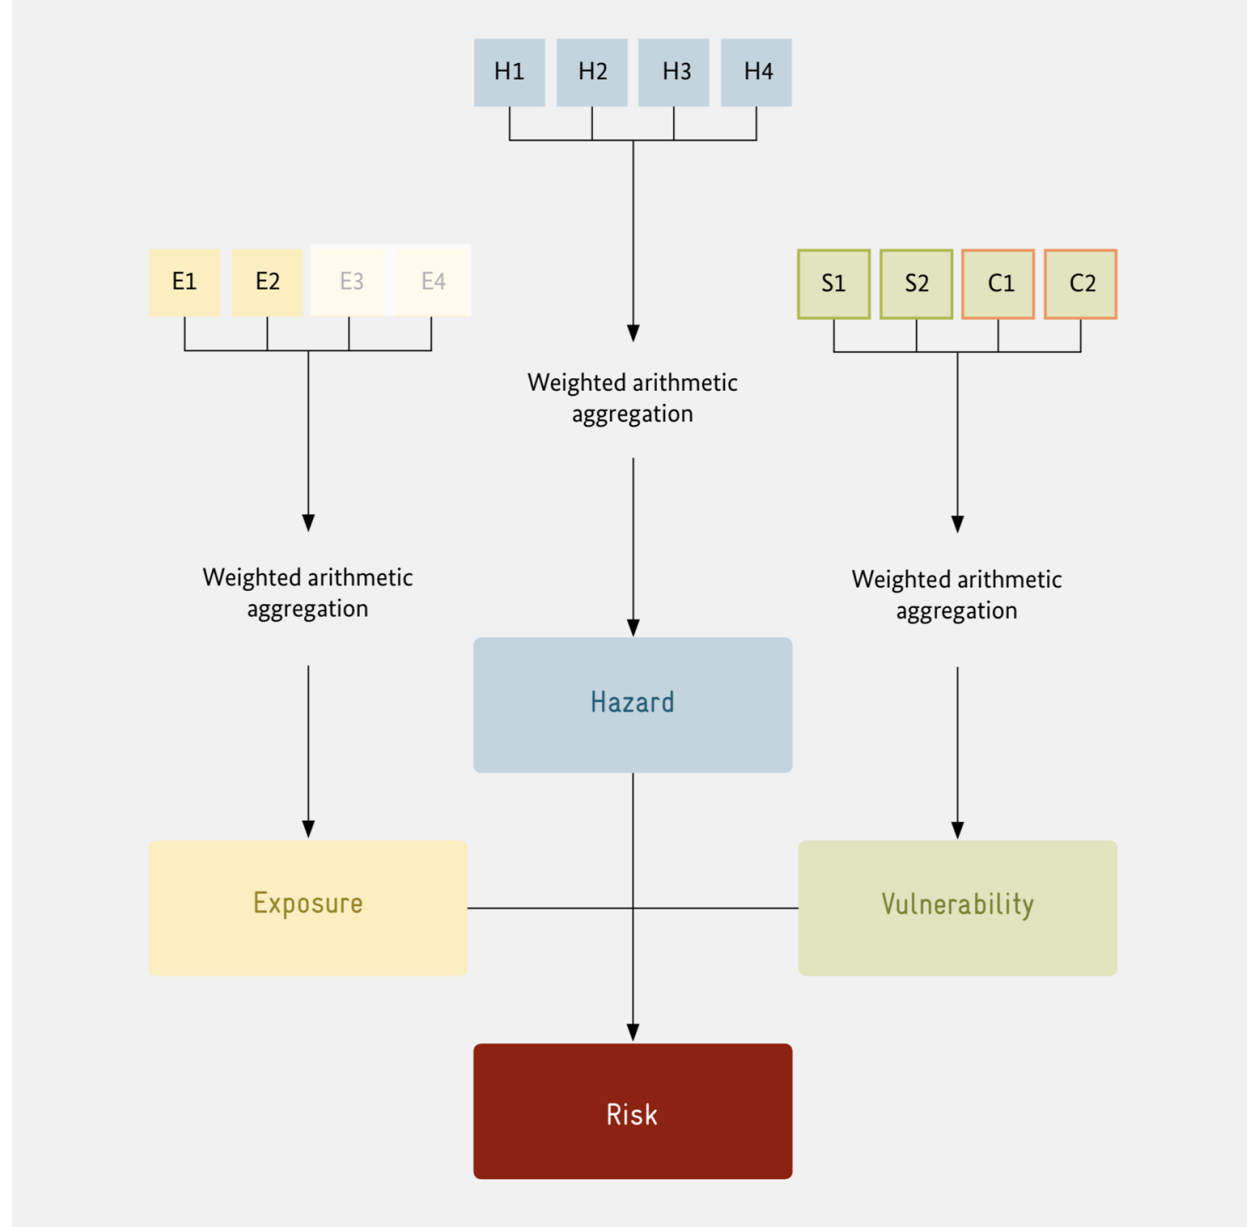 H1 H2 H3 H4
E1 E2 E3 E4
S1 S2 C1 C2
Weighted arithmetic
aggregation
Weighted arithmetic
aggregation
Weighted arithmetic
aggregation
Hazard
Exposure
Vulnerability
Risk